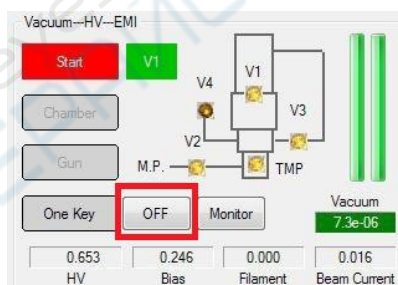 Vacuum---HV---EMI
Start
V1
V4
V1
Chamber
V3
V2
Gun
M.P.
TMP
One Key
OFF
Monitor
Vacuum
7.3e-06
0.653
0.246
0.000
0.016
HV
Bias
Filament
Beam Current